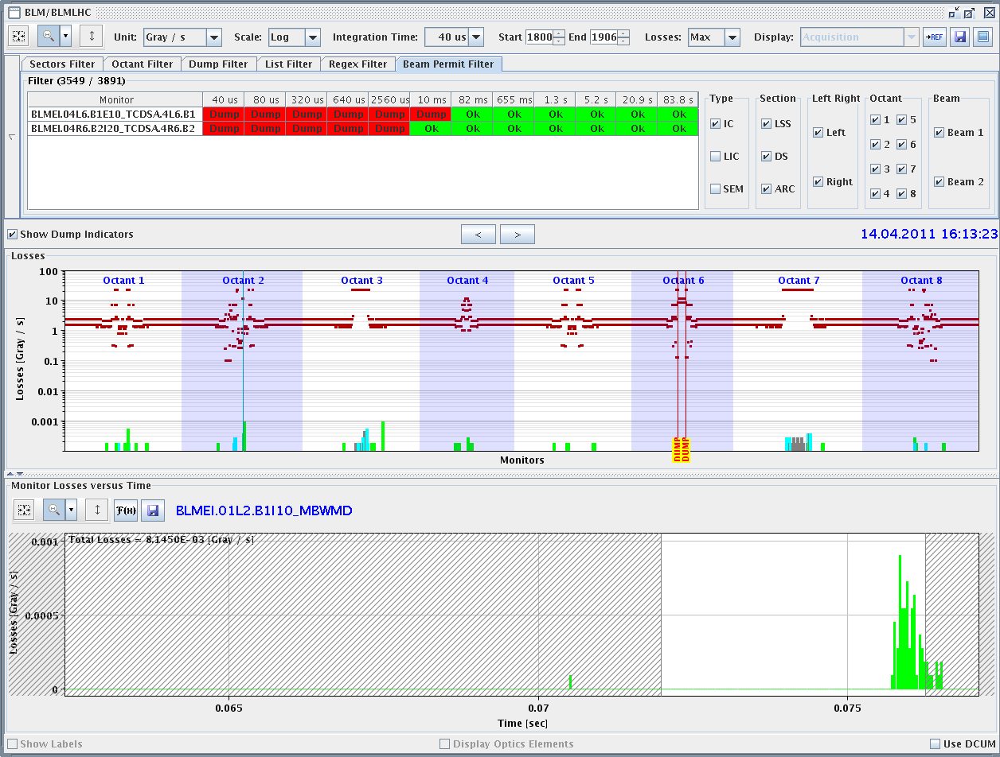 BLM/BLMLHC
Unit: Gray / s Scale: Log Integration Time: 40 us Start 1800 End 1906 Losses: Max Display: Acquisition →REF
Sectors Filter Octant Filter Dump Filter List Filter Regex Filter Beam Permit Filter
Filter (3549 / 3891)
Monitor 40 us 80 us 320 us 640 us 2560 us 10 ms 82 ms 655 ms 1.3 s 5.2 s 20.9 s 83.8 s
BLMEI.04L6.B1E10_TCDSA.4L6.B1 Dump Dump Dump Dump Dump Dump Ok Ok Ok Ok Ok Ok
BLMEI.04R6.B2I20_TCDSA.4R6.B2 Dump Dump Dump Dump Dump Ok Ok Ok Ok Ok Ok Ok
Type
IC
LIC
SEM
Section
LSS
DS
ARC
Left Right
Left
Right
Octant
1 5
2 6
3 7
4 8
Beam
Beam 1
Beam 2
Show Dump Indicators < > 14.04.2011 16:13:23
Losses
Octant 1 Octant 2 Octant 3 Octant 4 Octant 5 Octant 6 Octant 7 Octant 8
100
10
1
0.1
0.01
0.001
Losses [Gray / s]
DUMP
DUMP
Monitors
Monitor Losses versus Time
F(x) BLMEI.01L2.B1I10_MBWMD
Total Losses = 8.1450E-03 [Gray / s]
0.001
0.0005
0
Losses [Gray / s]
0.065 0.07 0.075
Time [sec]
Show Labels Display Optics Elements Use DCUM